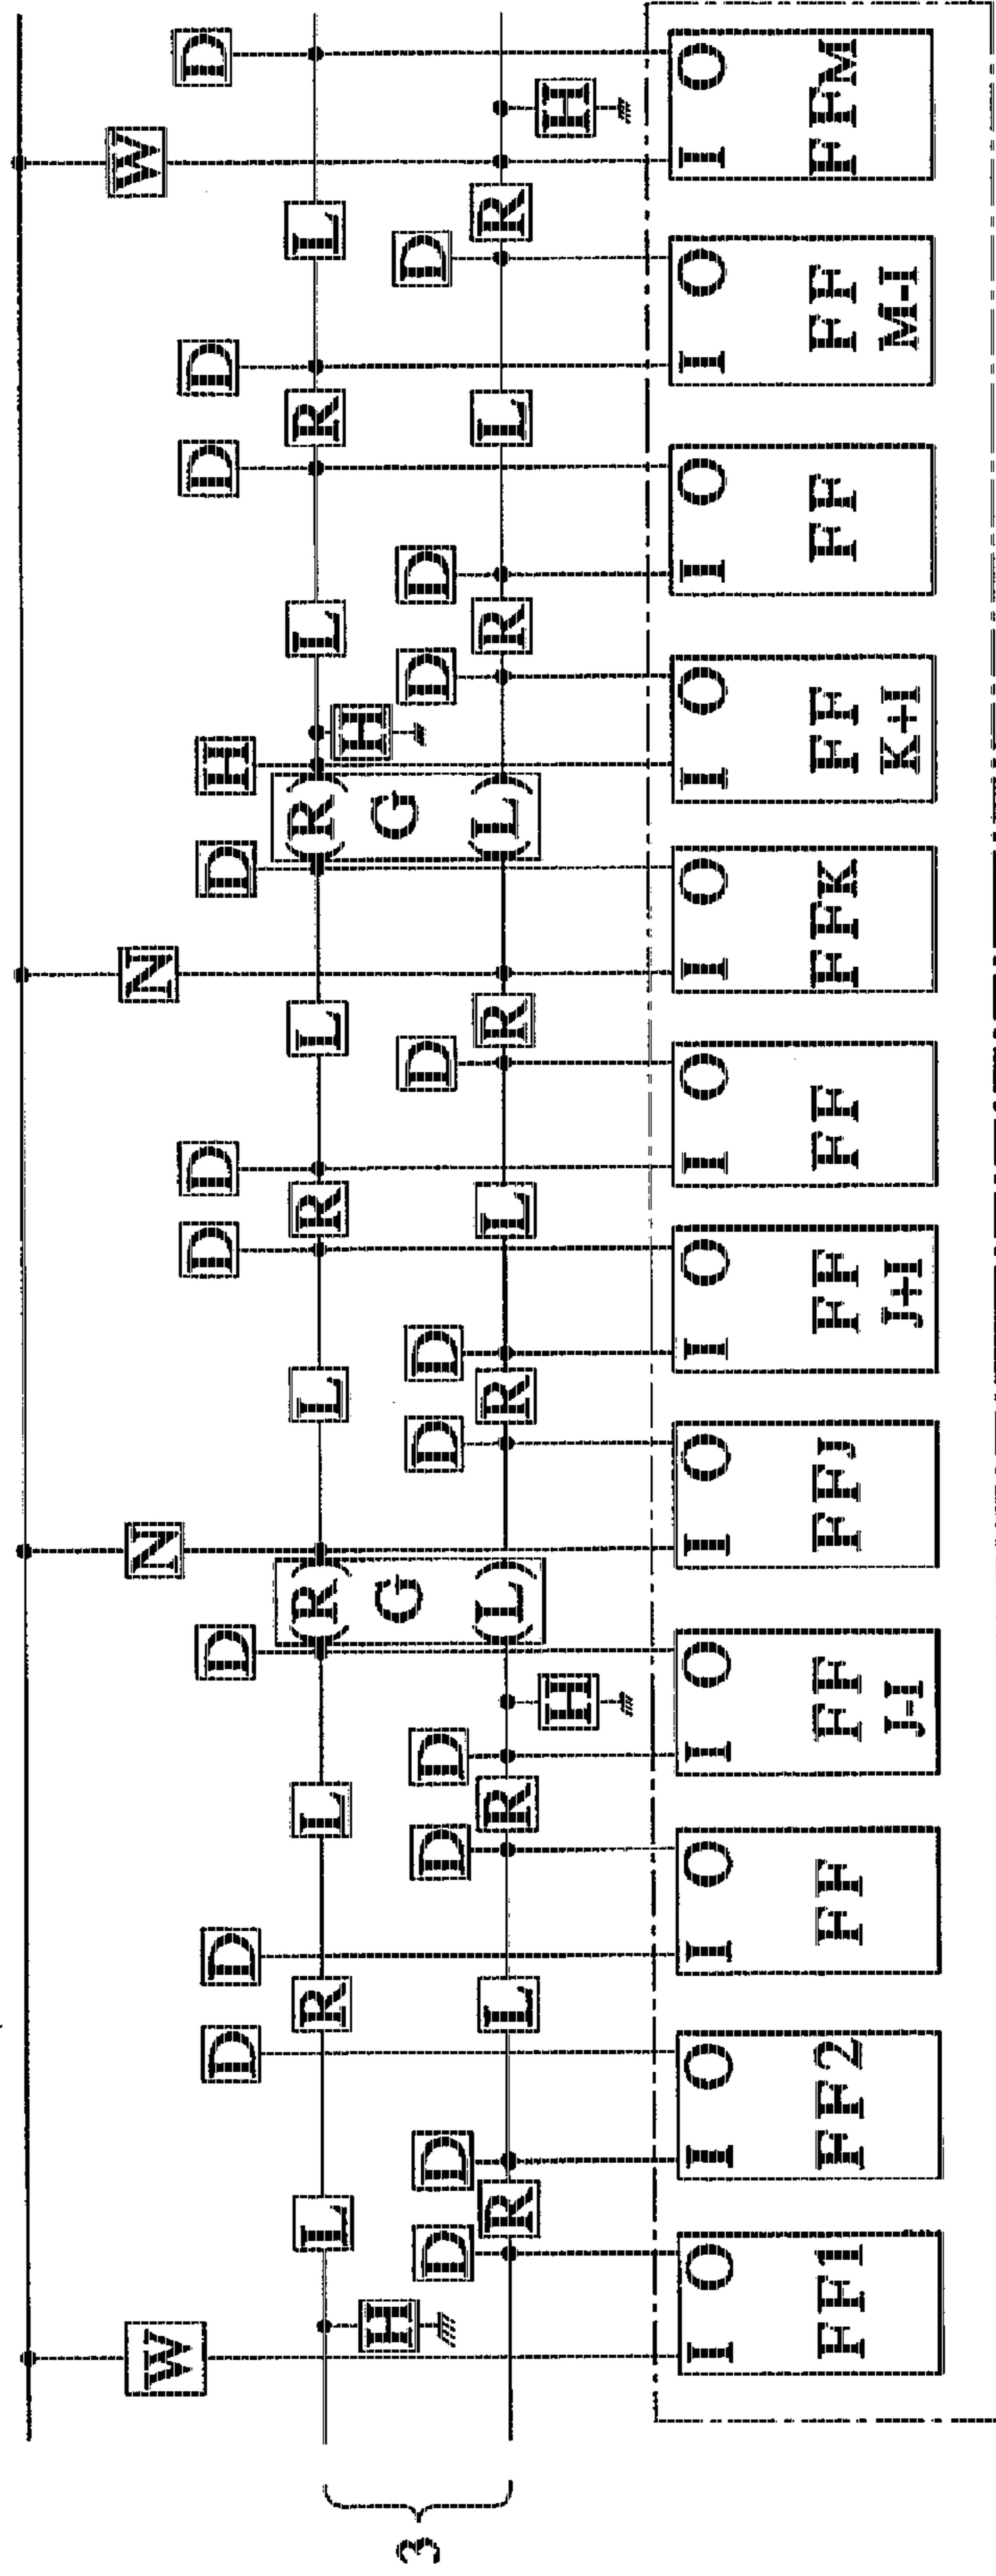 W N N W
D D D D D D H D D D
L R L (R) L R L (R) L R L
H G G H
3
D D D D D D D D D D
R L R (L) R L R (L) R L R
H H
I O I O I O I O I O I O I O I O I O I O I O I O
FF1 FF2 FF FF FFJ FF FF FFK FF FF FF FFM
J-I J+I K+I M-I